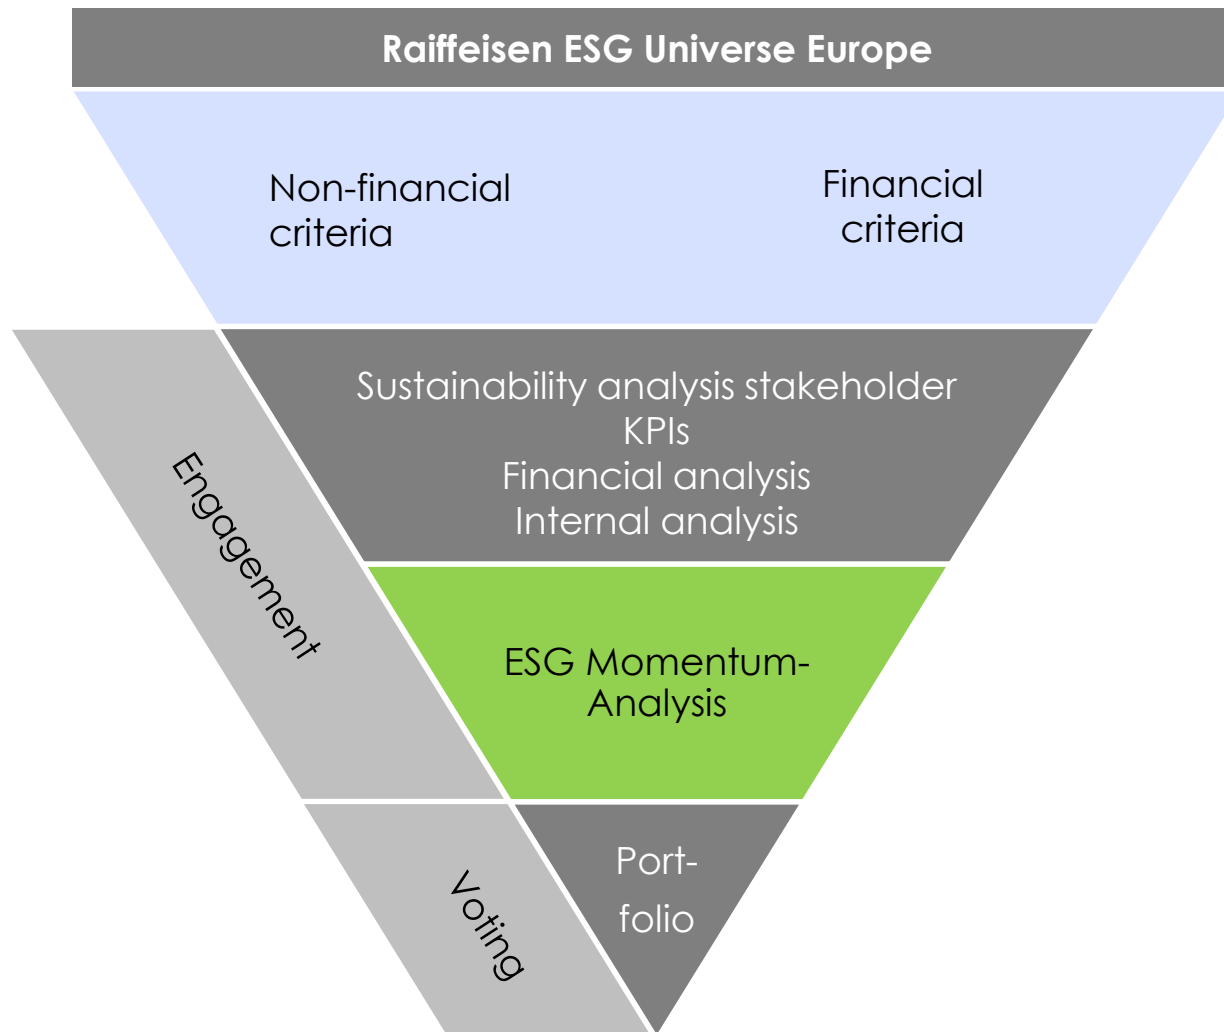 Raiffeisen ESG Universe Europe
Non-financial
criteria
Financial
criteria
Sustainability analysis stakeholder
KPIs
Financial analysis
Internal analysis
Engagement
ESG Momentum-
Analysis
Port-
folio
Voting